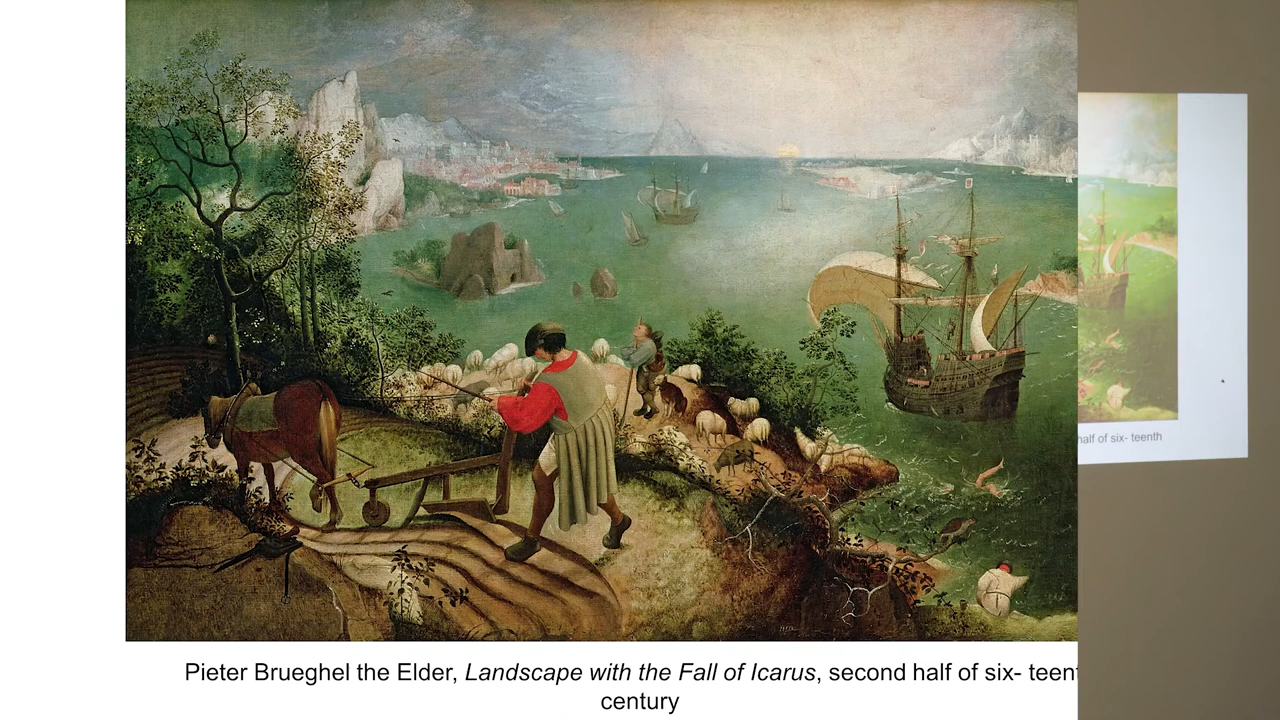 Pieter Brueghel the Elder, Landscape with the Fall of Icarus, second half of six-
century
half of six- teenth